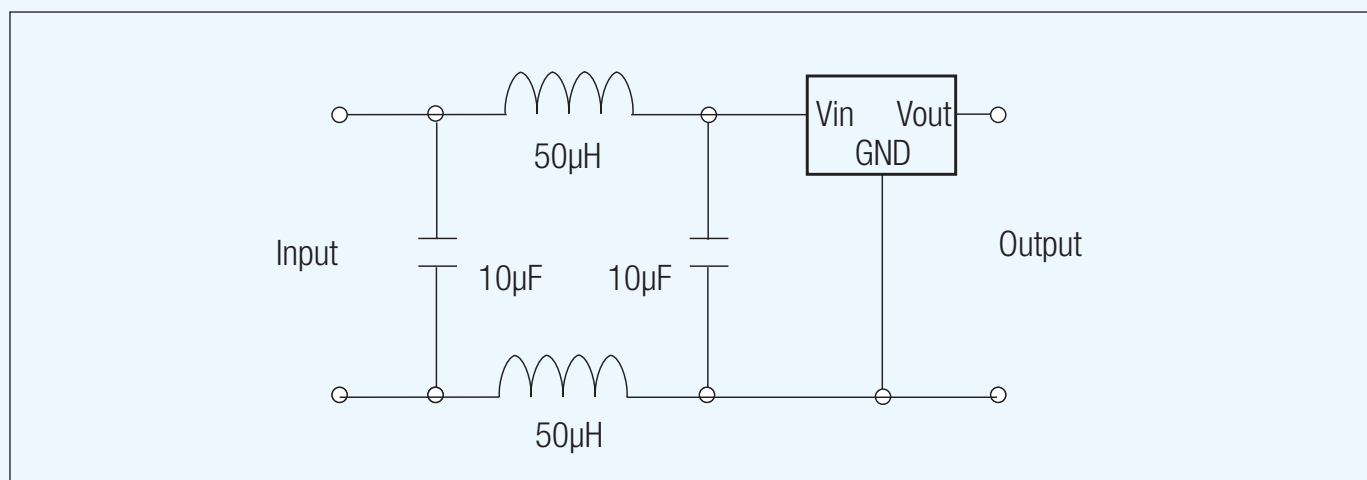 Vin Vout
GND
50µH
Input
10µF
10µF
Output
50µH